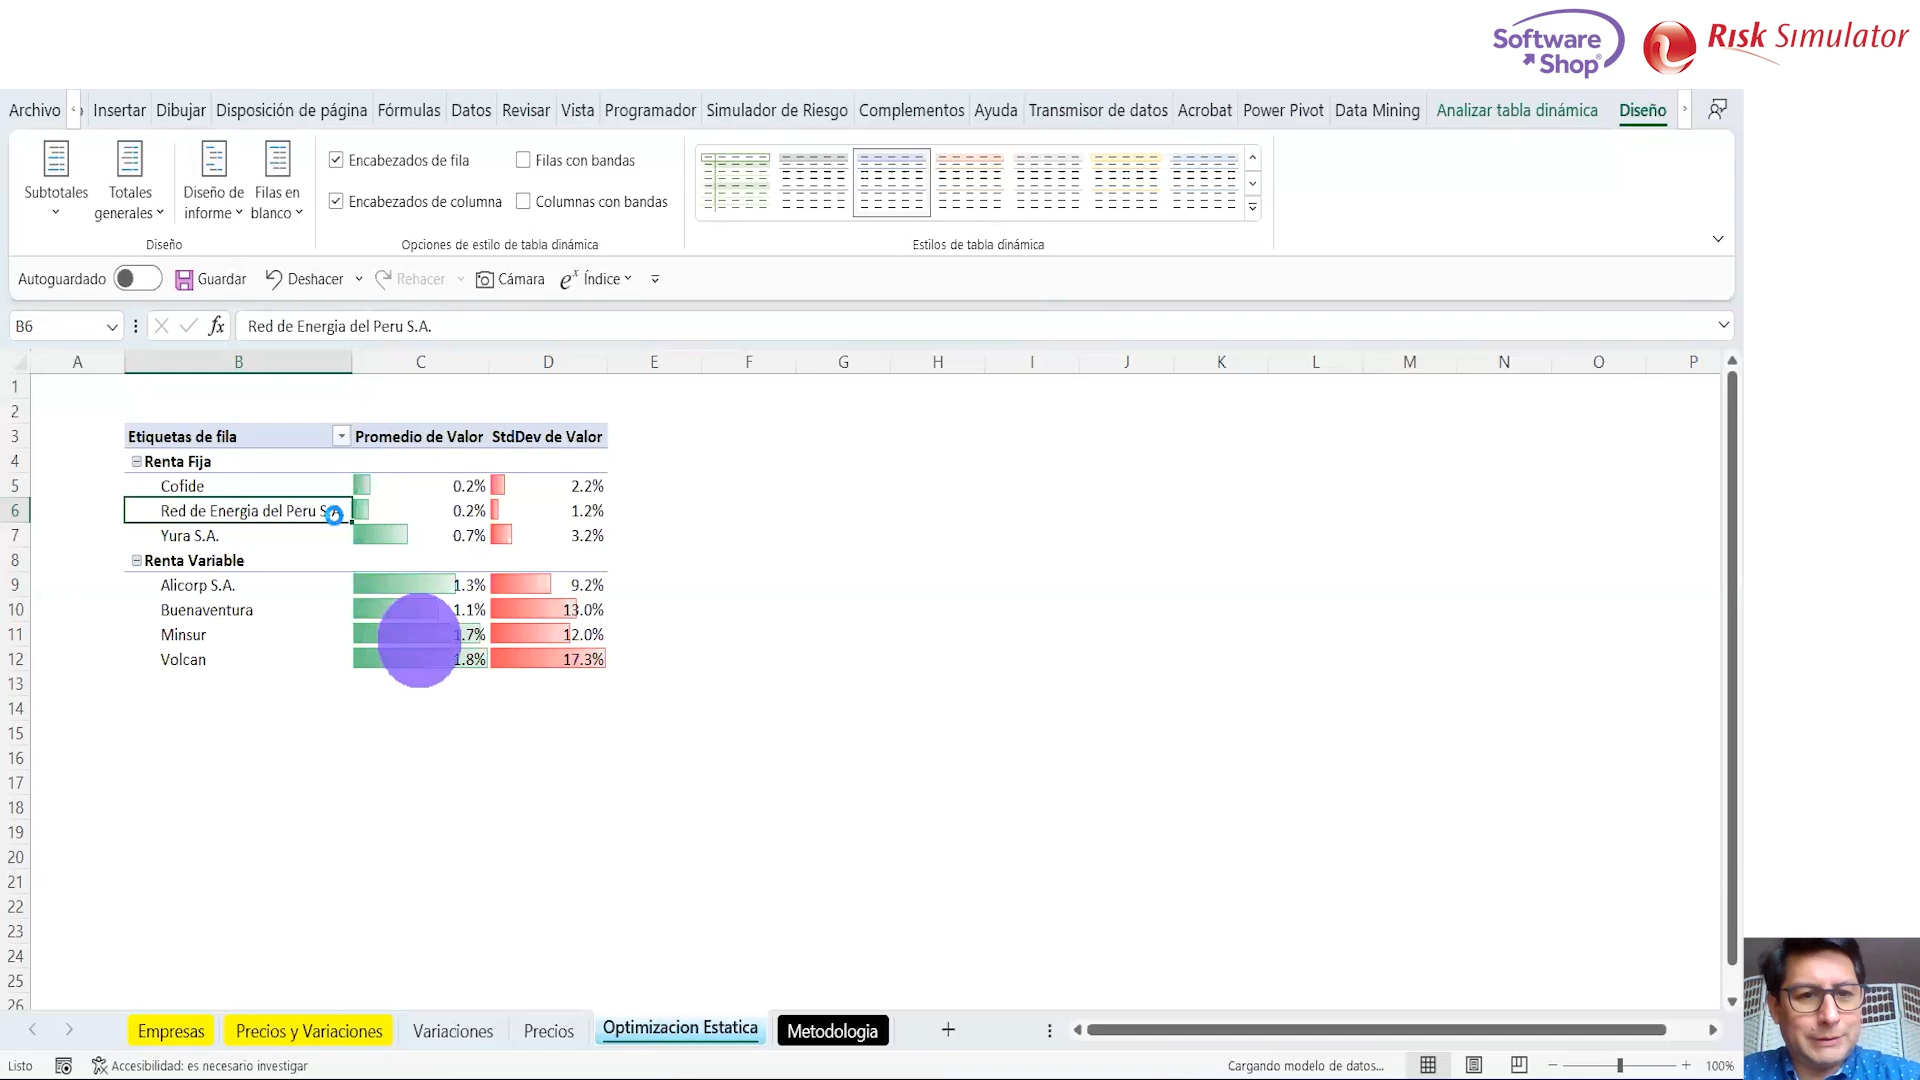 Software Shop
Risk Simulator
Archivo Insertar Dibujar Disposición de página Fórmulas Datos Revisar Vista Programador Simulador de Riesgo Complementos Ayuda Transmisor de datos Acrobat Power Pivot Data Mining Analizar tabla dinámica Diseño
Subtotales
Totales generales
Diseño de informe
Filas en blanco
Diseño
Encabezados de fila
Filas con bandas
Encabezados de columna
Columnas con bandas
Opciones de estilo de tabla dinámica
Estilos de tabla dinámica
Autoguardado Guardar Deshacer Rehacer Cámara Índice
B6 fx Red de Energia del Peru S.A.
A B C D E F G H I J K L M N O P
1
2
3 Etiquetas de fila Promedio de Valor StdDev de Valor
4 Renta Fija
5 Cofide 0.2% 2.2%
6 Red de Energia del Peru S.A. 0.2% 1.2%
7 Yura S.A. 0.7% 3.2%
8 Renta Variable
9 Alicorp S.A. 1.3% 9.2%
10 Buenaventura 1.1% 13.0%
11 Minsur 1.7% 12.0%
12 Volcan 1.8% 17.3%
13
14
15
16
17
18
19
20
21
22
23
24
25
26
Empresas Precios y Variaciones Variaciones Precios Optimizacion Estatica Metodologia
Listo Accesibilidad: es necesario investigar Cargando modelo de datos... 100%